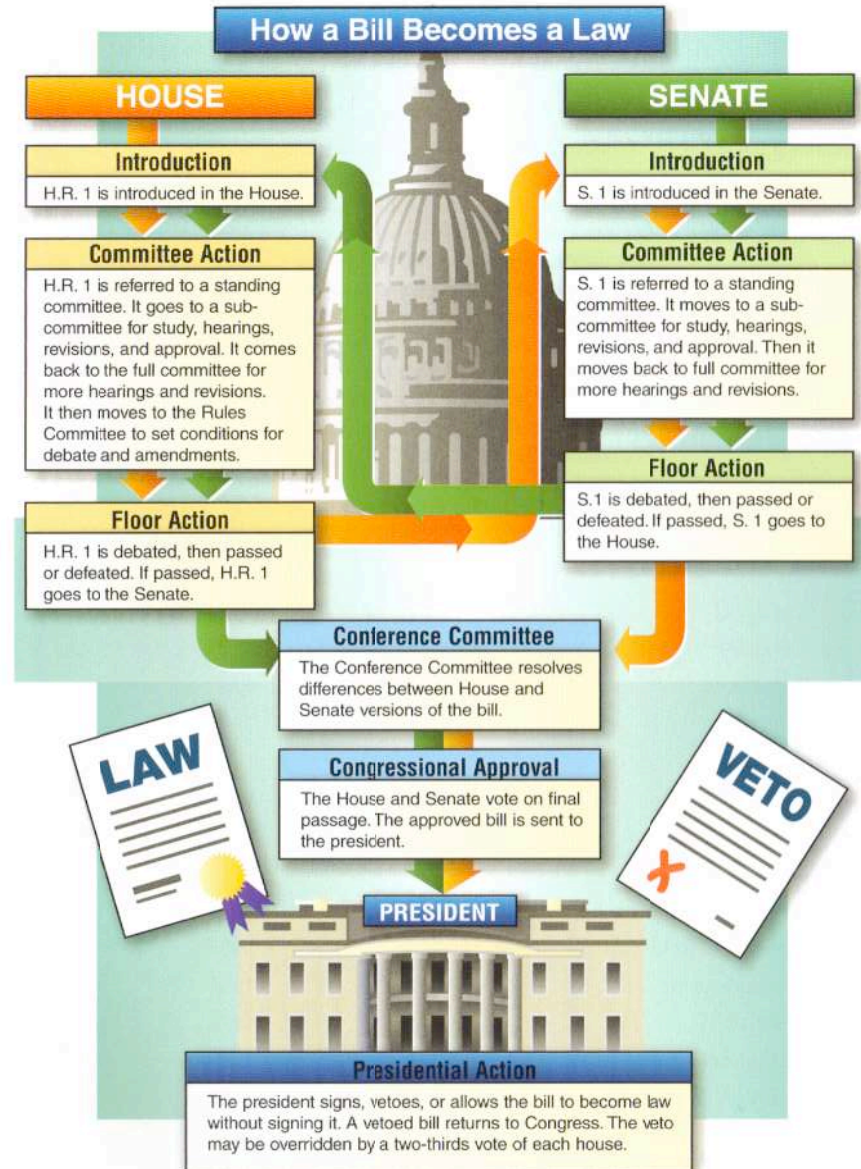 How a Bill Becomes a Law
HOUSE
Introduction
H.R. 1 is introduced in the House.
Committee Action
H.R. 1 is referred to a standing
committee. It goes to a sub-
committee for study, hearings,
revisions, and approval. It comes
back to the full committee for
more hearings and revisions.
It then moves to the Rules
Committee to set conditions for
debate and amendments.
Floor Action
H.R. 1 is debated, then passed
or defeated. If passed, H.R. 1
goes to the Senate.
SENATE
Introduction
S. 1 is introduced in the Senate.
Committee Action
S. 1 is referred to a standing
committee. It moves to a sub-
committee for study, hearings,
revisions, and approval. Then it
moves back to full committee for
more hearings and revisions.
Floor Action
S.1 is debated, then passed or
defeated. If passed, S. 1 goes to
the House.
Conference Committee
The Conference Committee resolves
differences between House and
Senate versions of the bill.
LAW
Congressional Approval
The House and Senate vote on final
passage. The approved bill is sent to
the president.
VETO
X
PRESIDENT
Presidential Action
The president signs, vetoes, or allows the bill to become law
without signing it. A vetoed bill returns to Congress. The veto
may be overridden by a two-thirds vote of each house.